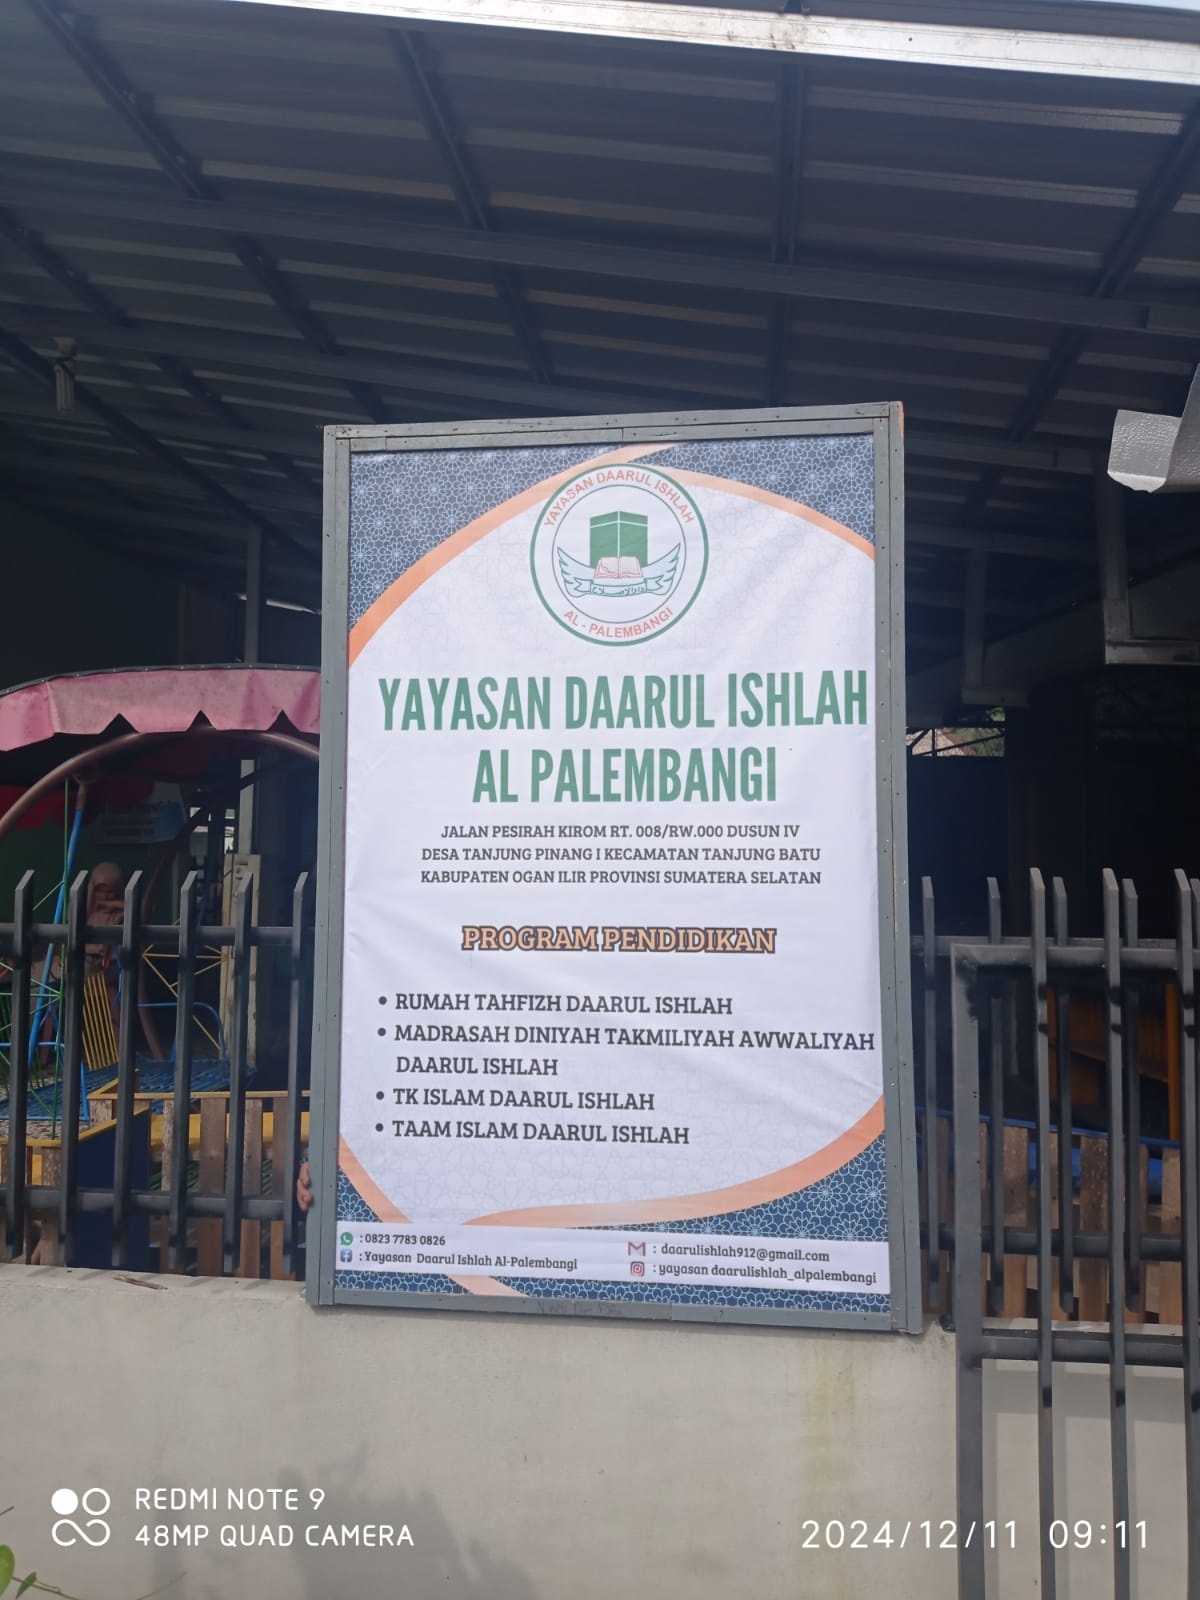 YAYASAN DAARUL ISHLAH
AL - PALEMBANGI
YAYASAN DAARUL ISHLAH
AL PALEMBANGI
JALAN PESIRAH KIROM RT. 008/RW.000 DUSUN IV
DESA TANJUNG PINANG I KECAMATAN TANJUNG BATU
KABUPATEN OGAN ILIR PROVINSI SUMATERA SELATAN
PROGRAM PENDIDIKAN
• RUMAH TAHFIZH DAARUL ISHLAH
• MADRASAH DINIYAH TAKMILIYAH AWWALIYAH
DAARUL ISHLAH
• TK ISLAM DAARUL ISHLAH
• TAAM ISLAM DAARUL ISHLAH
: 0823 7783 0826
: Yayasan Daarul Ishlah Al-Palembangi
: daarulishlah912@gmail.com
: yayasan daarulishlah_alpalembangi
REDMI NOTE 9
48MP QUAD CAMERA
2024/12/11 09:11